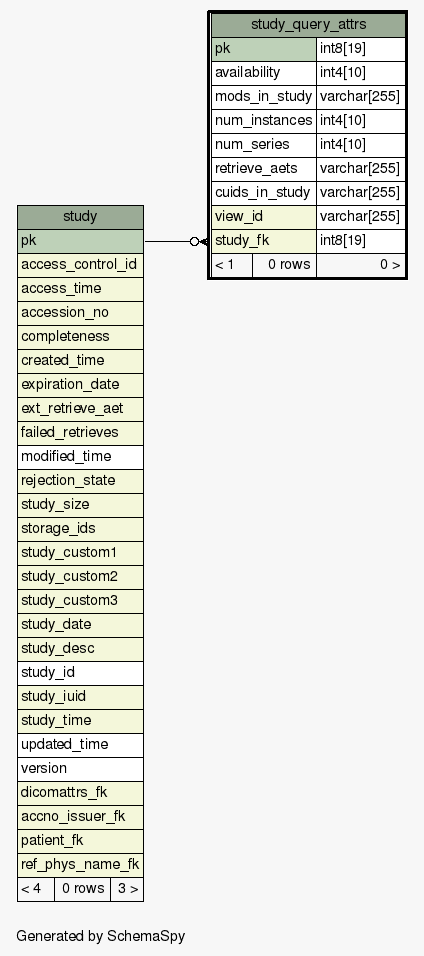 study_query_attrs
pk int8[19]
availability int4[10]
mods_in_study varchar[255]
num_instances int4[10]
num_series int4[10]
retrieve_aets varchar[255]
cuids_in_study varchar[255]
view_id varchar[255]
study_fk int8[19]
< 1 0 rows 0 >
study
pk
access_control_id
access_time
accession_no
completeness
created_time
expiration_date
ext_retrieve_aet
failed_retrieves
modified_time
rejection_state
study_size
storage_ids
study_custom1
study_custom2
study_custom3
study_date
study_desc
study_id
study_iuid
study_time
updated_time
version
dicomattrs_fk
accno_issuer_fk
patient_fk
ref_phys_name_fk
< 4 0 rows 3 >
Generated by SchemaSpy